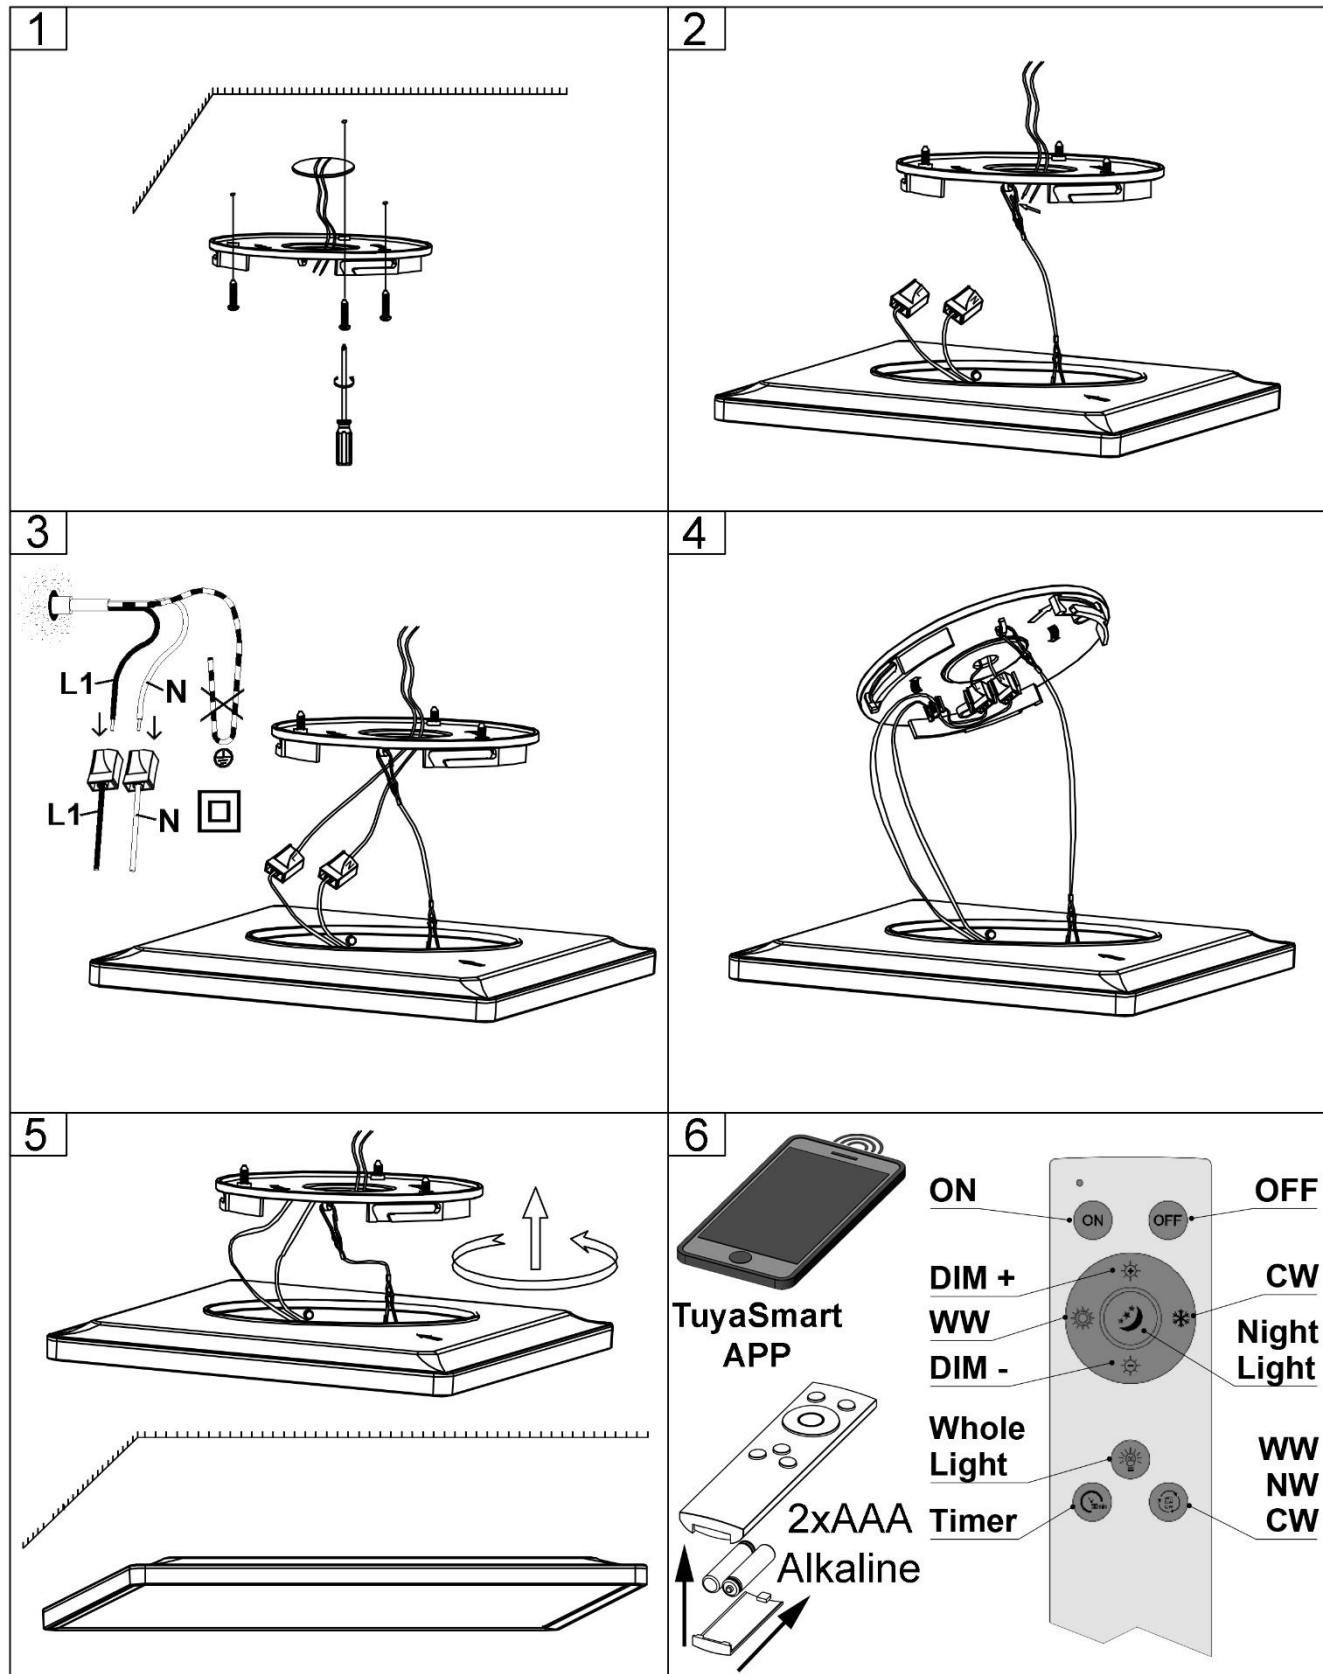 1
2
3
L1
N
L1
N
4
5
6
TuyaSmart
APP
2xAAA
Alkaline
ON
OFF
ON
OFF
DIM +
CW
WW
DIM -
Night
Light
Whole
Light
WW
NW
CW
Timer